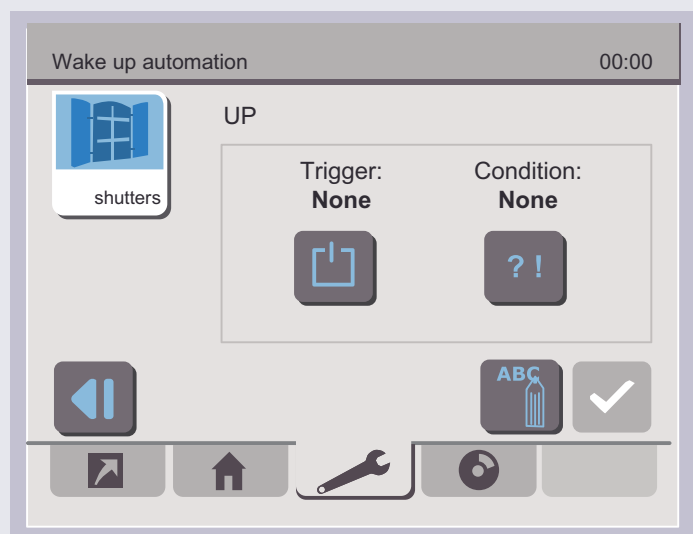 Wake up automation 00:00
UP
shutters
Trigger: Condition:
None None
? !
ABC